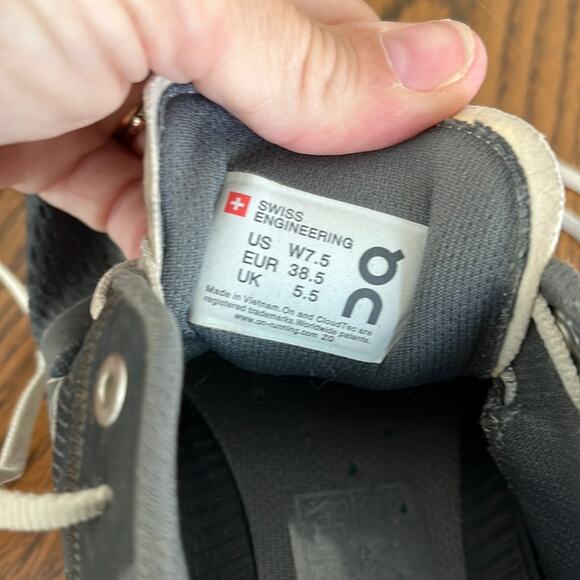 SWISS
ENGINEERING
US W7.5
EUR 38.5
UK 5.5
Made in Vietnam. On and CloudTec are
registered trademarks. Worldwide patents.
www.on-running.com ZG
On